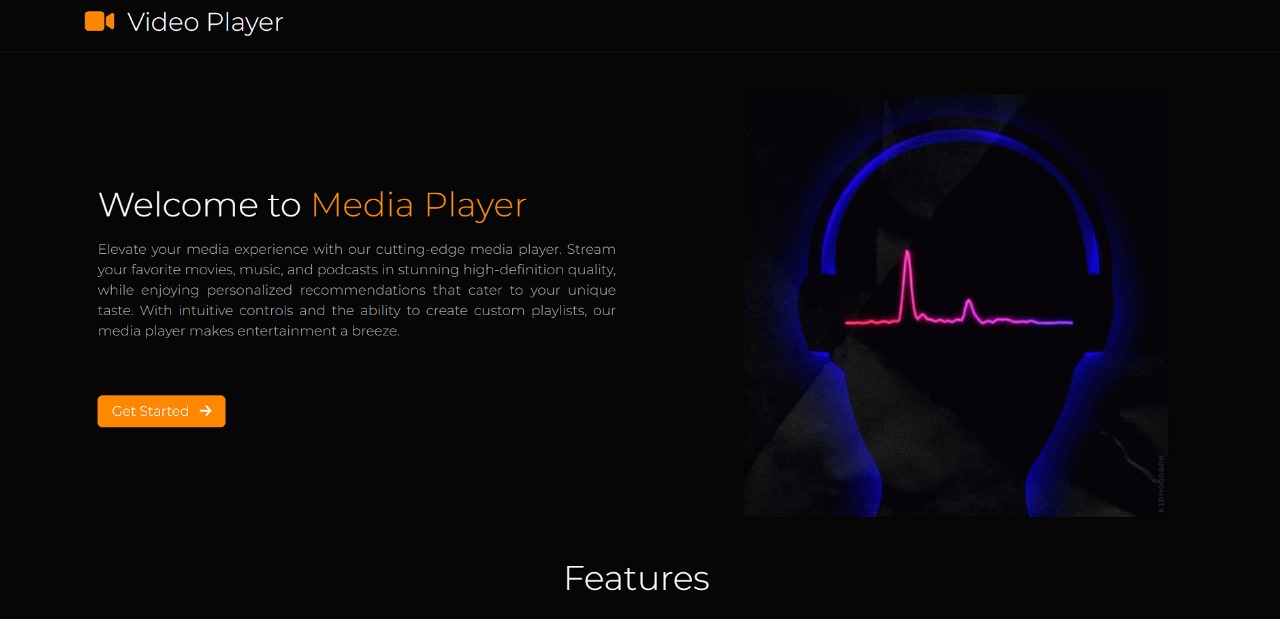 Video Player
Welcome to Media Player
Elevate your media experience with our cutting-edge media player. Stream
your favorite movies, music, and podcasts in stunning high-definition quality,
while enjoying personalized recommendations that cater to your unique
taste. With intuitive controls and the ability to create custom playlists, our
media player makes entertainment a breeze.
Get Started
KIDMOGRAPH
Features